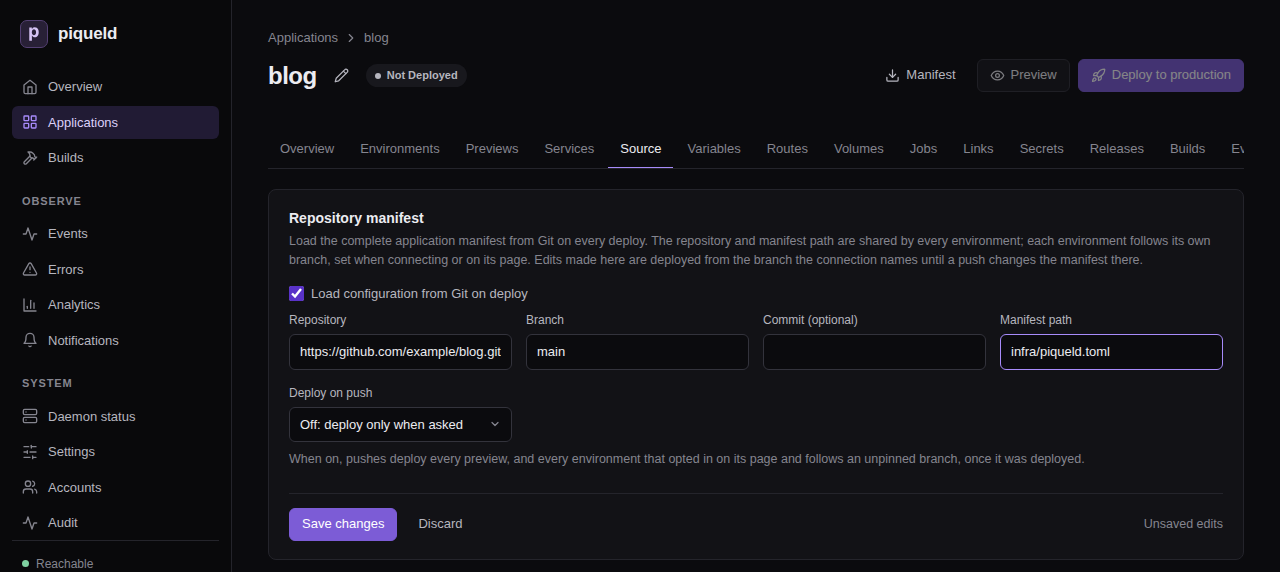 p piqueld
Overview
Applications
Builds
OBSERVE
Events
Errors
Analytics
Notifications
SYSTEM
Daemon status
Settings
Accounts
Audit
Reachable
Applications > blog
blog Not Deployed Manifest Preview Deploy to production
Overview Environments Previews Services Source Variables Routes Volumes Jobs Links Secrets Releases Builds Ev
Repository manifest
Load the complete application manifest from Git on every deploy. The repository and manifest path are shared by every environment; each environment follows its own
branch, set when connecting or on its page. Edits made here are deployed from the branch the connection names until a push changes the manifest there.
Load configuration from Git on deploy
Repository Branch Commit (optional) Manifest path
https://github.com/example/blog.git main infra/piqueld.toml
Deploy on push
Off: deploy only when asked
When on, pushes deploy every preview, and every environment that opted in on its page and follows an unpinned branch, once it was deployed.
Save changes Discard Unsaved edits